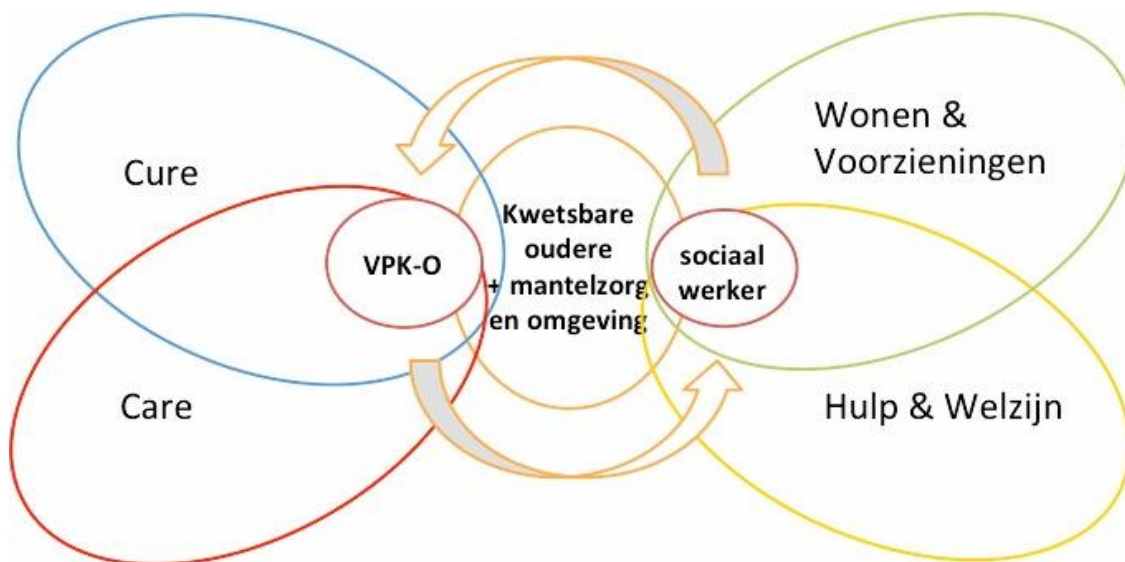 Cure
Wonen &
Voorzieningen
Kwetsbare
oudere
+ mantelzorg
en omgeving
VPK-O
sociaal
werker
Care
Hulp & Welzijn